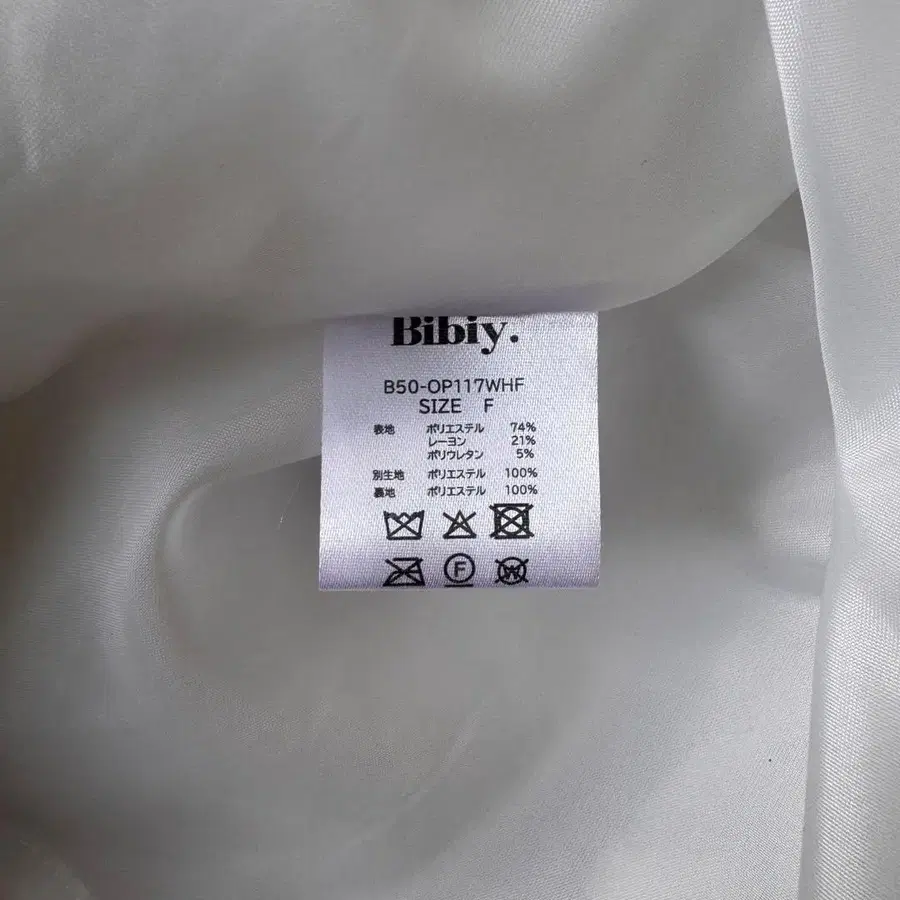 Bibiy.
B50-OP117WHF
SIZE F
表地 ポリエステル 74%
レーヨン 21%
ポリウレタン 5%
別生地 ポリエステル 100%
裏地 ポリエステル 100%
F
W